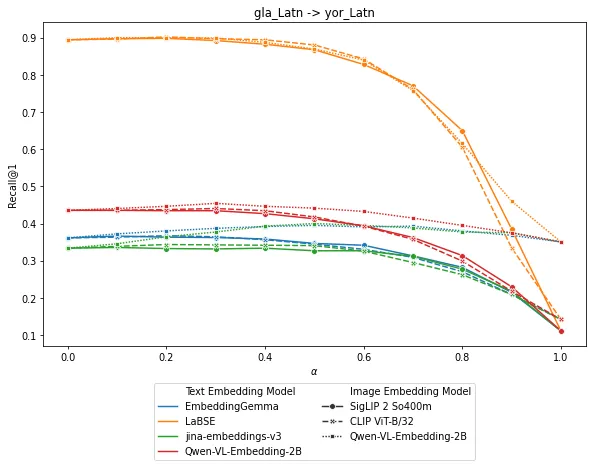 gla_Latn -> yor_Latn
Recall@1
0.9
0.8
0.7
0.6
0.5
0.4
0.3
0.2
0.1
0.0 0.2 0.4 0.6 0.8 1.0
α
Text Embedding Model Image Embedding Model
EmbeddingGemma SigLIP 2 So400m
LaBSE CLIP ViT-B/32
jina-embeddings-v3 Qwen-VL-Embedding-2B
Qwen-VL-Embedding-2B